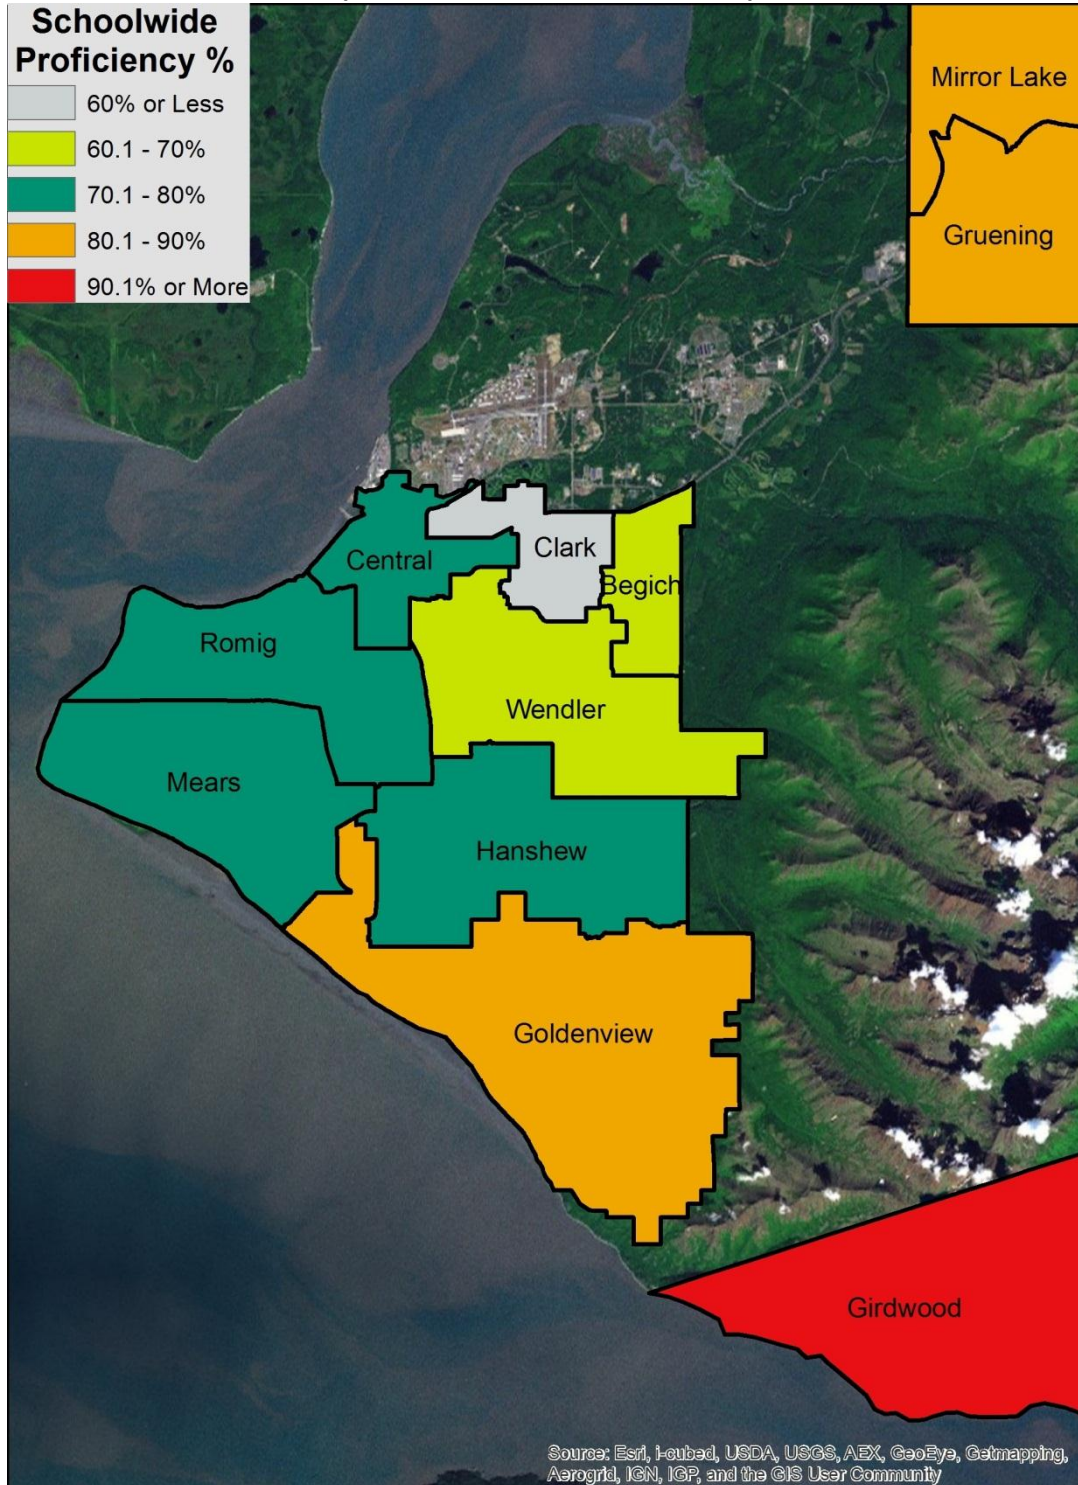 Schoolwide
Proficiency %
60% or Less
60.1 - 70%
70.1 - 80%
80.1 - 90%
90.1% or More
Mirror Lake
Gruening
Central
Clark
Begich
Romig
Wendler
Mears
Hanshew
Goldenview
Girdwood
Source: Esri, i-cubed, USDA, USGS, AEX, GeoEye, Getmapping,
Aerogrid, IGN, IGP, and the GIS User Community